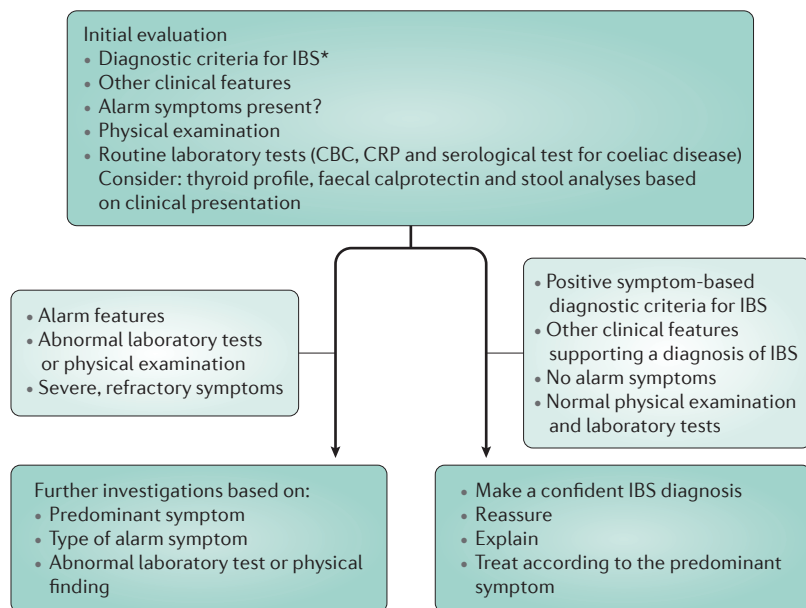 Initial evaluation
• Diagnostic criteria for IBS*
• Other clinical features
• Alarm symptoms present?
• Physical examination
• Routine laboratory tests (CBC, CRP and serological test for coeliac disease)
Consider: thyroid profile, faecal calprotectin and stool analyses based
on clinical presentation
• Alarm features
• Abnormal laboratory tests
or physical examination
• Severe, refractory symptoms
• Positive symptom-based
diagnostic criteria for IBS
• Other clinical features
supporting a diagnosis of IBS
• No alarm symptoms
• Normal physical examination
and laboratory tests
Further investigations based on:
• Predominant symptom
• Type of alarm symptom
• Abnormal laboratory test or physical
finding
• Make a confident IBS diagnosis
• Reassure
• Explain
• Treat according to the predominant
symptom